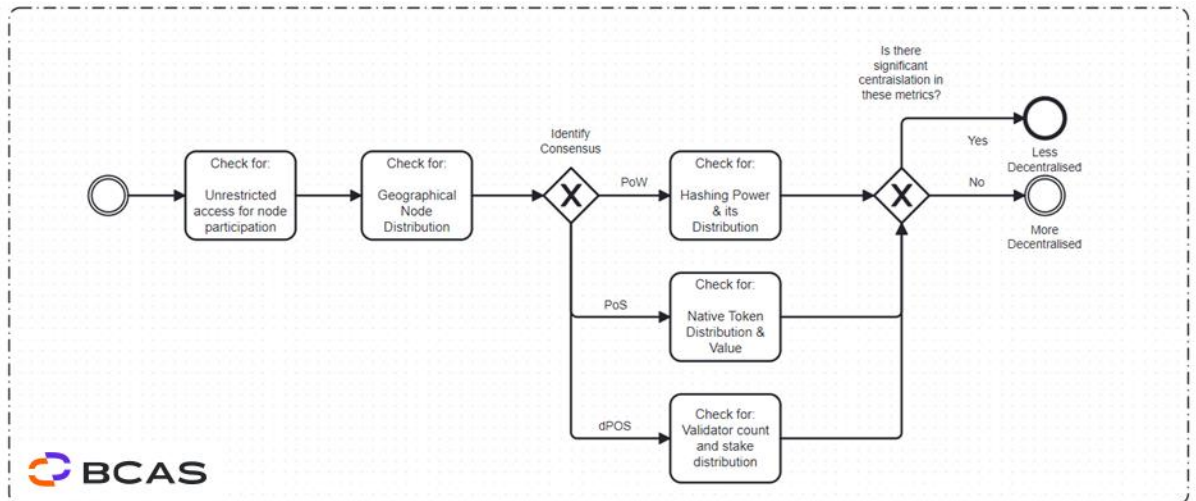 Check for:
Unrestricted
access for node
participation
Check for:
Geographical
Node
Distribution
Identify
Consensus
X
PoW
Check for:
Hashing Power
& its
Distribution
PoS
Check for:
Native Token
Distribution &
Value
dPOS
Check for:
Validator count
and stake
distribution
Is there
significant
centraislation in
these metrics?
X
Yes
Less
Decentralised
No
More
Decentralised
BCAS